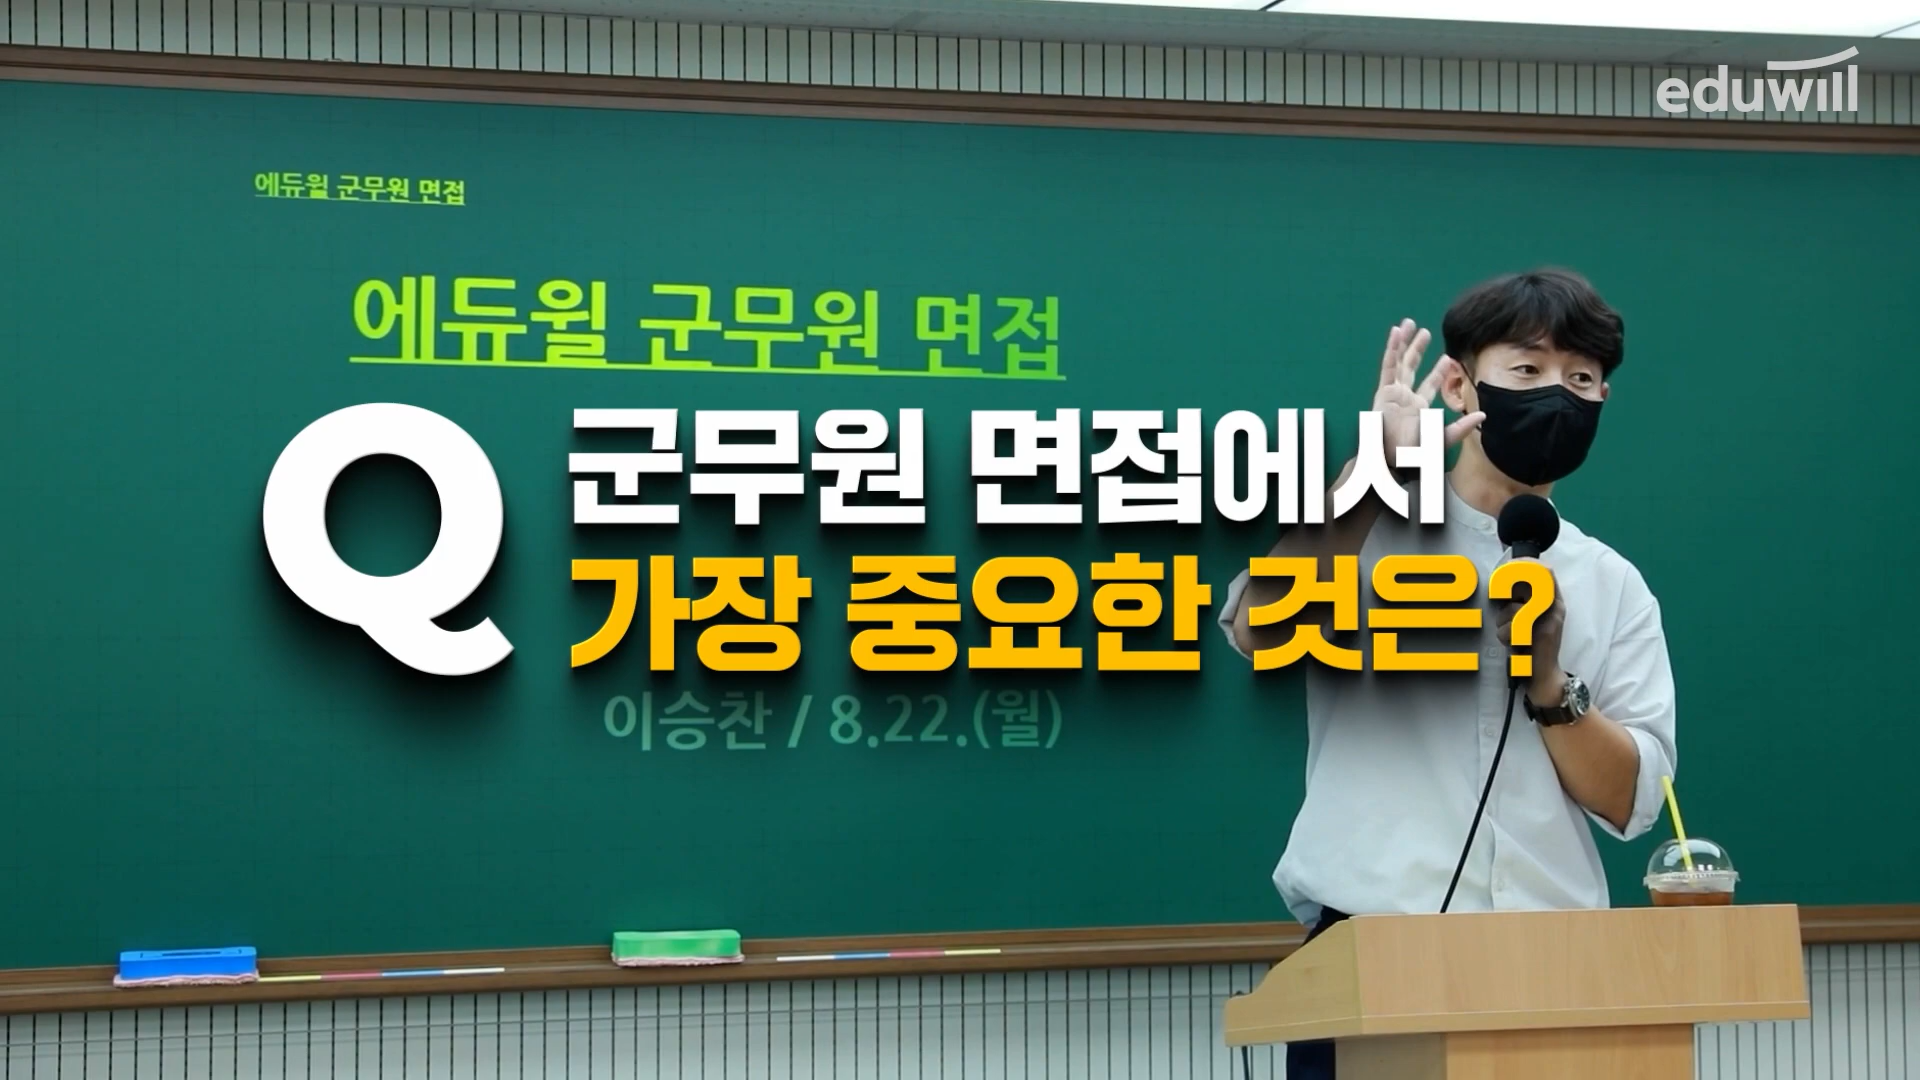 eduwill
에듀윌 군무원 면접
에듀윌 군무원 면접
Q 군무원 면접에서
가장 중요한 것은?
이승찬 / 8.22.(월)